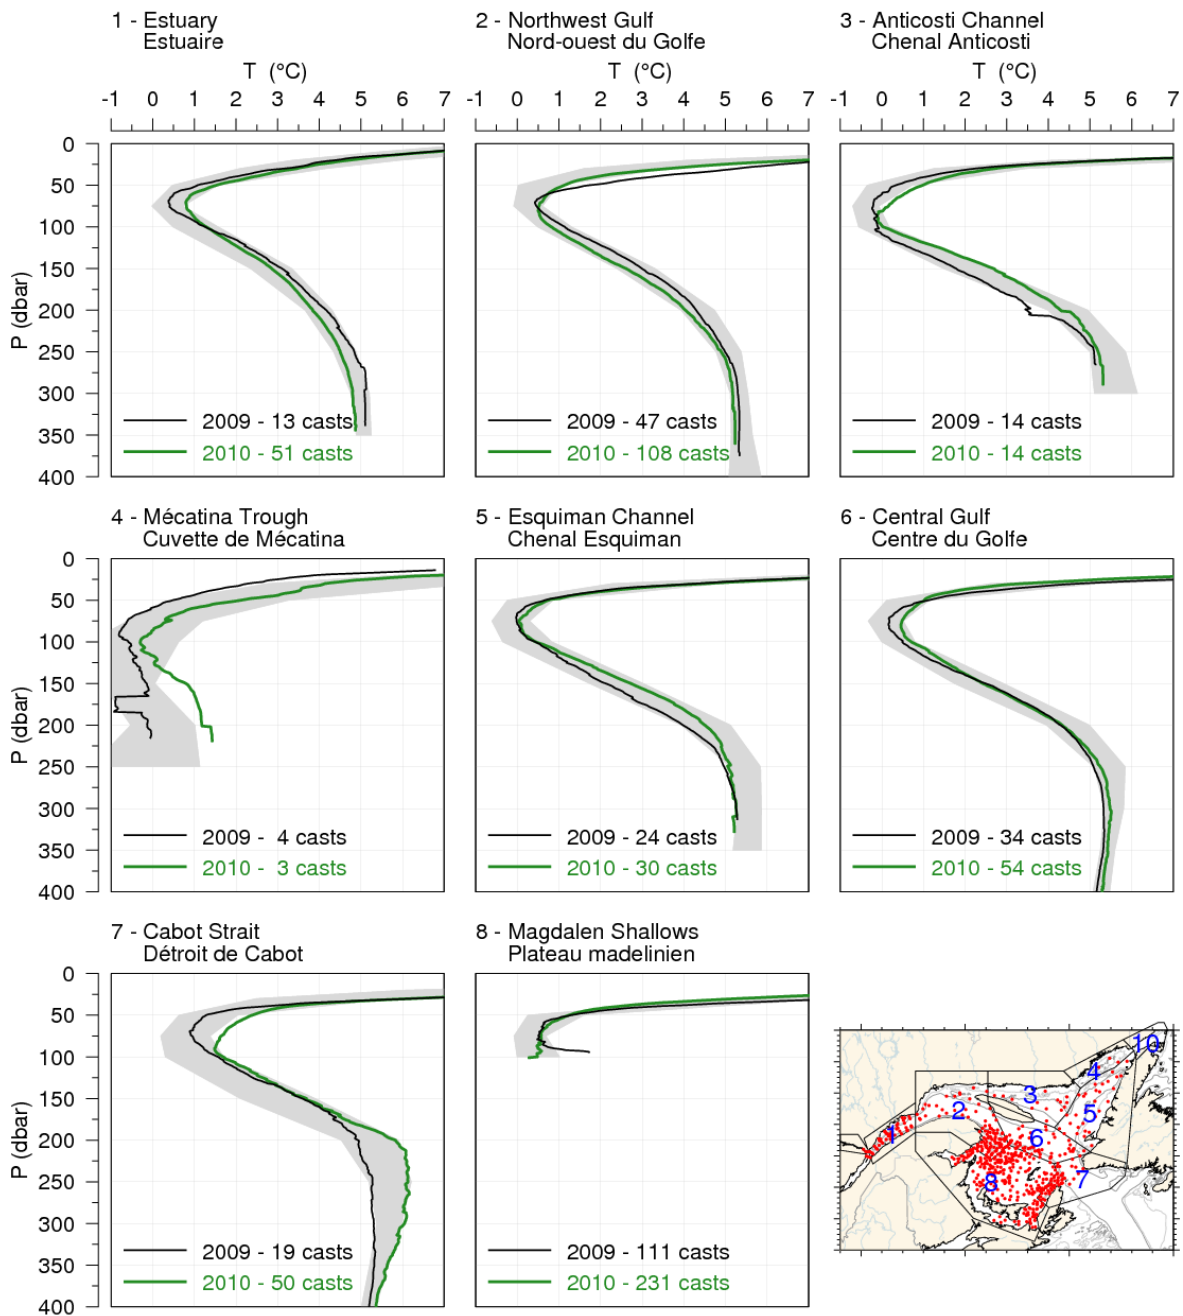 1 - Estuary
Estuaire
T (°C)
-1 0 1 2 3 4 5 6 7
2 - Northwest Gulf
Nord-ouest du Golfe
T (°C)
-1 0 1 2 3 4 5 6 7
3 - Anticosti Channel
Chenal Anticosti
T (°C)
-1 0 1 2 3 4 5 6 7
P (dbar)
0
50
100
150
200
250
300
350
400
2009 - 13 casts
2010 - 51 casts
2009 - 47 casts
2010 - 108 casts
2009 - 14 casts
2010 - 14 casts
4 - Mécatina Trough
Cuvette de Mécatina
5 - Esquiman Channel
Chenal Esquiman
6 - Central Gulf
Centre du Golfe
P (dbar)
0
50
100
150
200
250
300
350
400
2009 - 4 casts
2010 - 3 casts
2009 - 24 casts
2010 - 30 casts
2009 - 34 casts
2010 - 54 casts
7 - Cabot Strait
Détroit de Cabot
8 - Magdalen Shallows
Plateau madelinien
P (dbar)
0
50
100
150
200
250
300
350
400
2009 - 19 casts
2010 - 50 casts
2009 - 111 casts
2010 - 231 casts
10
4
3
5
2
1
6
8
7